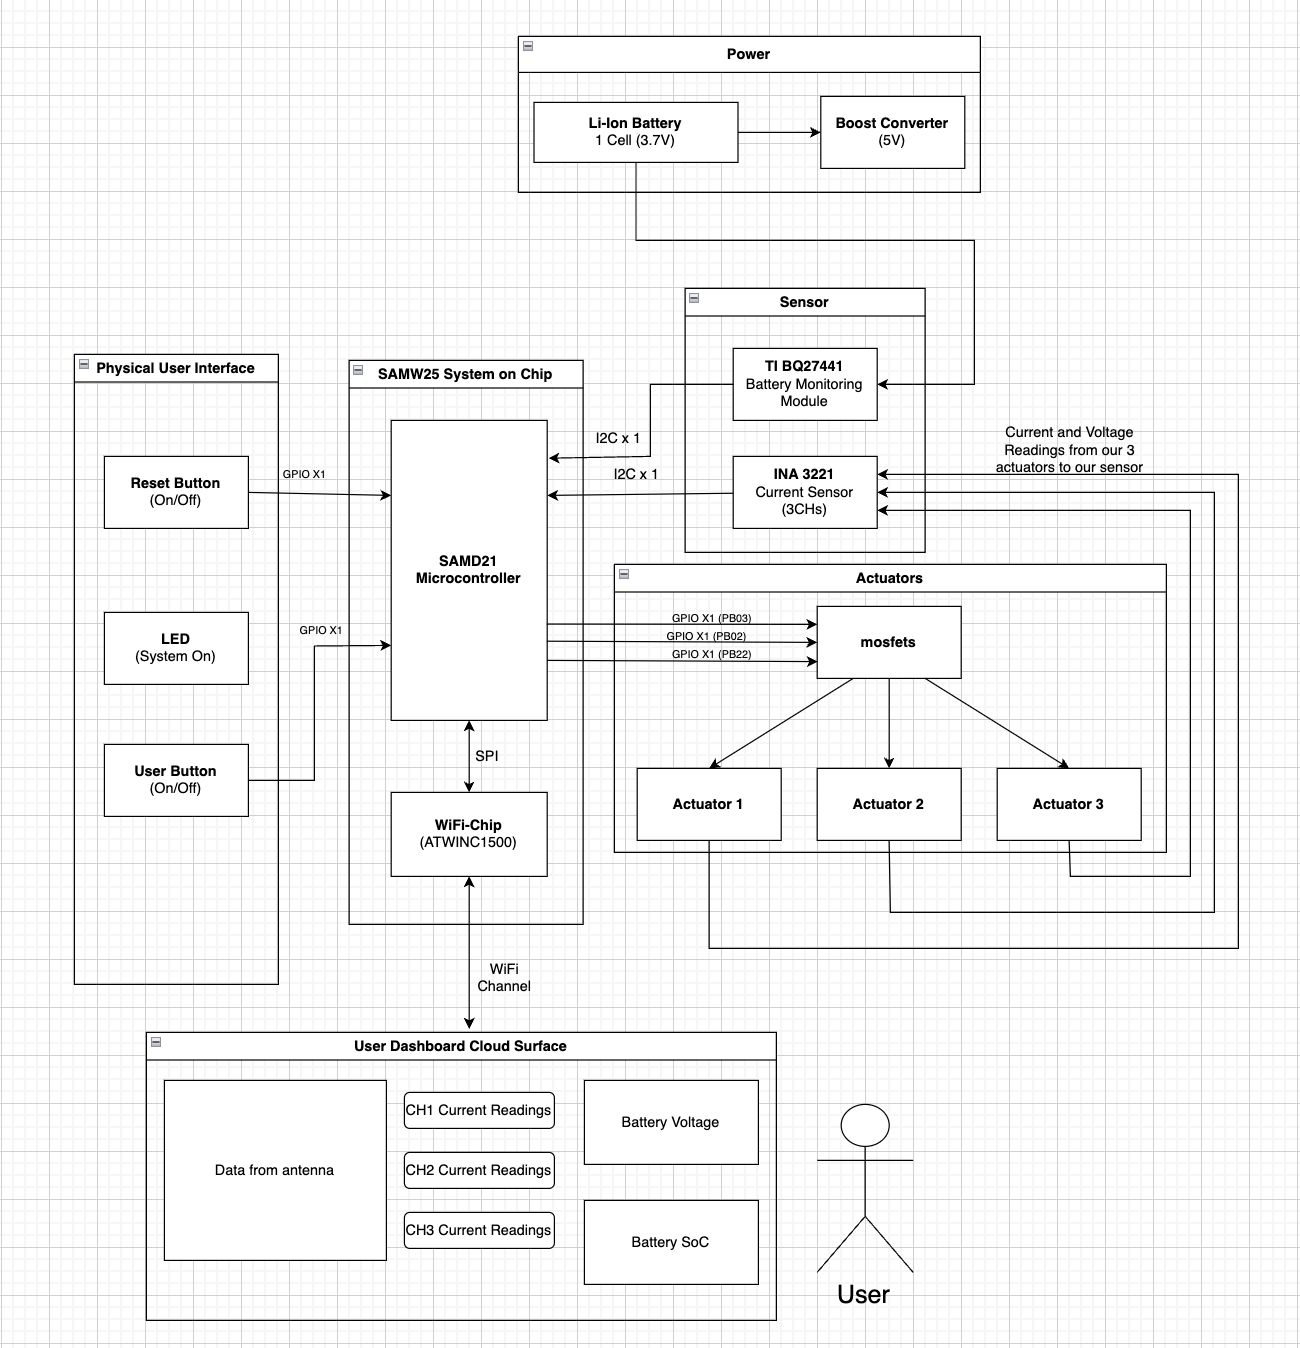 Power
Li-Ion Battery
1 Cell (3.7V)
Boost Converter
(5V)
Sensor
TI BQ27441
Battery Monitoring
Module
INA 3221
Current Sensor
(3CHs)
Current and Voltage
Readings from our 3
actuators to our sensor
Physical User Interface
Reset Button
(On/Off)
LED
(System On)
User Button
(On/Off)
GPIO X1
GPIO X1
SAMW25 System on Chip
SAMD21
Microcontroller
SPI
WiFi-Chip
(ATWINC1500)
I2C x 1
I2C x 1
Actuators
GPIO X1 (PB03)
GPIO X1 (PB02)
GPIO X1 (PB22)
mosfets
Actuator 1
Actuator 2
Actuator 3
WiFi
Channel
User Dashboard Cloud Surface
Data from antenna
CH1 Current Readings
CH2 Current Readings
CH3 Current Readings
Battery Voltage
Battery SoC
User